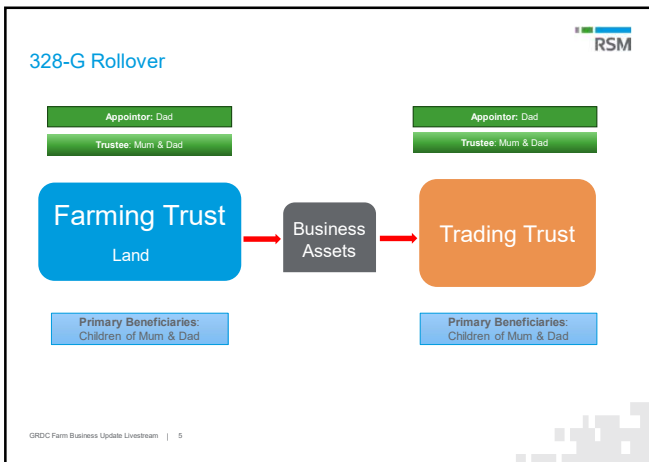 RSM
328-G Rollover
Appointor: Dad
Trustee: Mum & Dad
Appointor: Dad
Trustee: Mum & Dad
Farming Trust
Land
Business
Assets
Trading Trust
Primary Beneficiaries:
Children of Mum & Dad
Primary Beneficiaries:
Children of Mum & Dad
GRDC Farm Business Update Livestream | 5